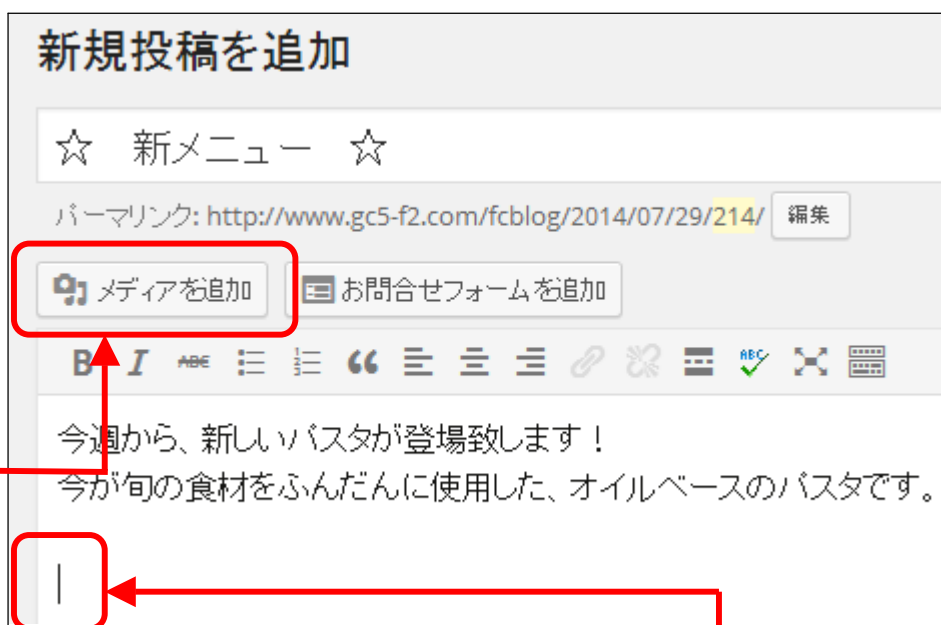 新規投稿を追加
☆　新メニュー　☆
パーマリンク: http://www.gc5-f2.com/fcblog/2014/07/29/214/ 編集
メディアを追加 お問合せフォームを追加
B I ABE ABC
今週から、新しいパスタが登場致します！
今が旬の食材をふんだんに使用した、オイルベースのパスタです。